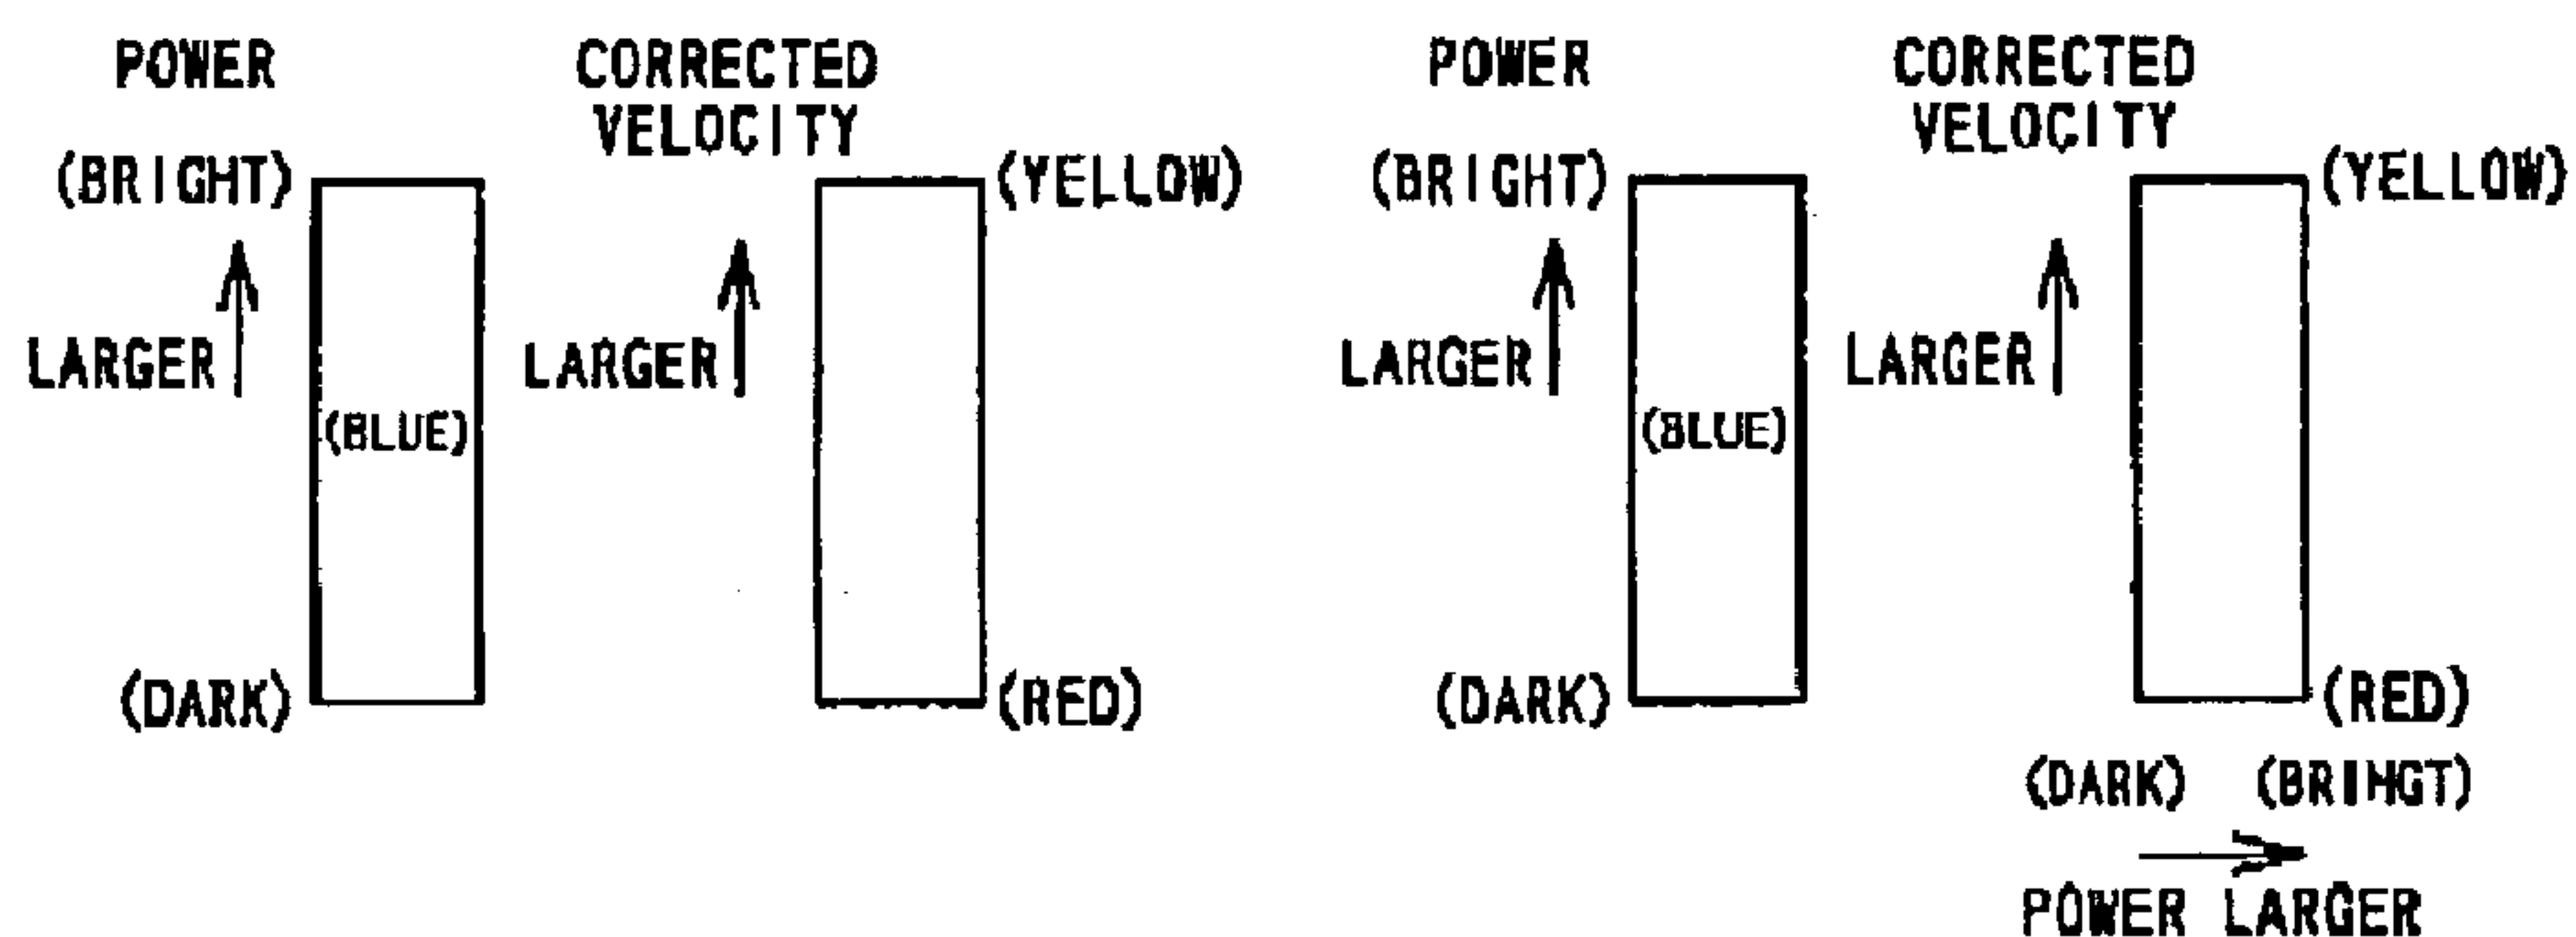 POWER
CORRECTED
VELOCITY
(BRIGHT)
(YELLOW)
LARGER
LARGER
(BLUE)
(DARK)
(RED)
POWER
CORRECTED
VELOCITY
(BRIGHT)
(YELLOW)
LARGER
LARGER
(BLUE)
(DARK)
(RED)
(DARK) (BRIHGT)
POWER LARGER